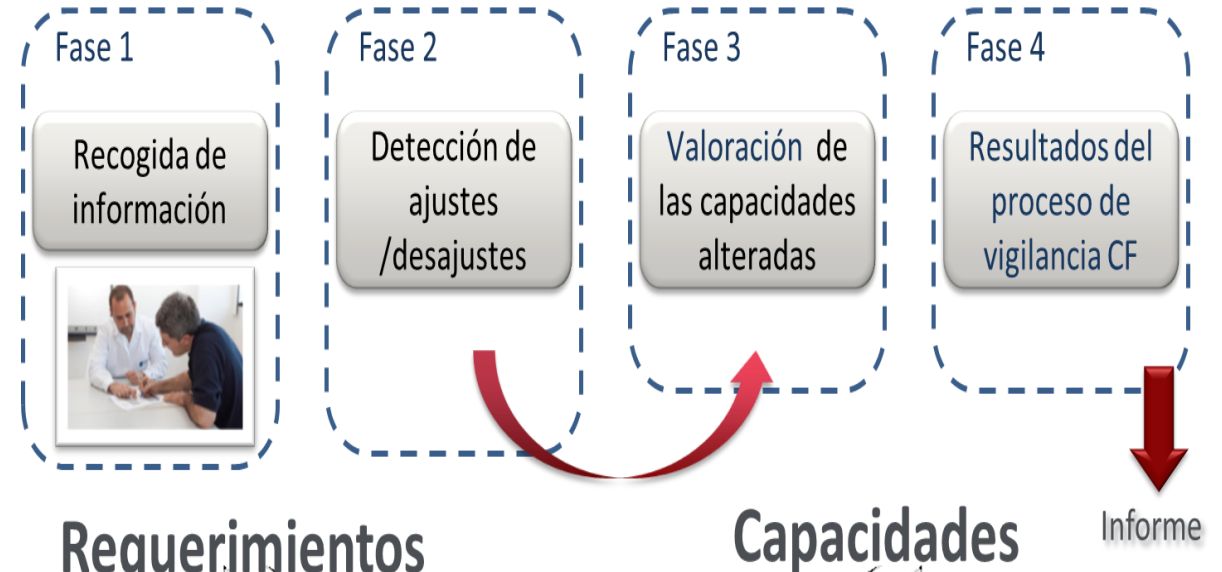 Fase 1
Recogida de
información
Fase 2
Detección de
ajustes
/desajustes
Fase 3
Valoración de
las capacidades
alteradas
Fase 4
Resultados del
proceso de
vigilancia CF
Requerimientos
Capacidades
Informe